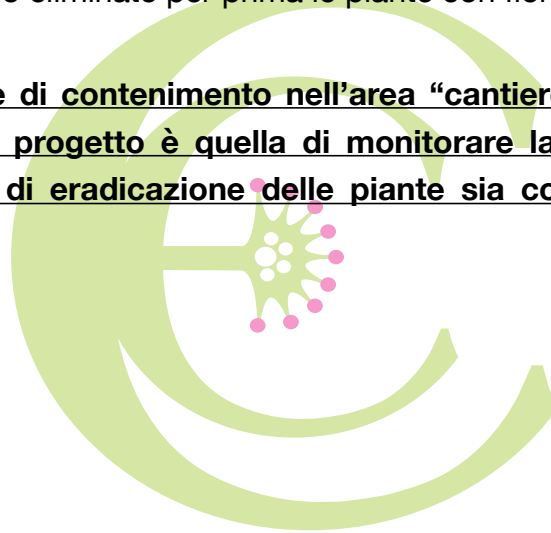 eliminate per prima le piante con
di contenimento nell'area "cantier
progetto è quella di monitorare la
di eradicazione delle piante sia co